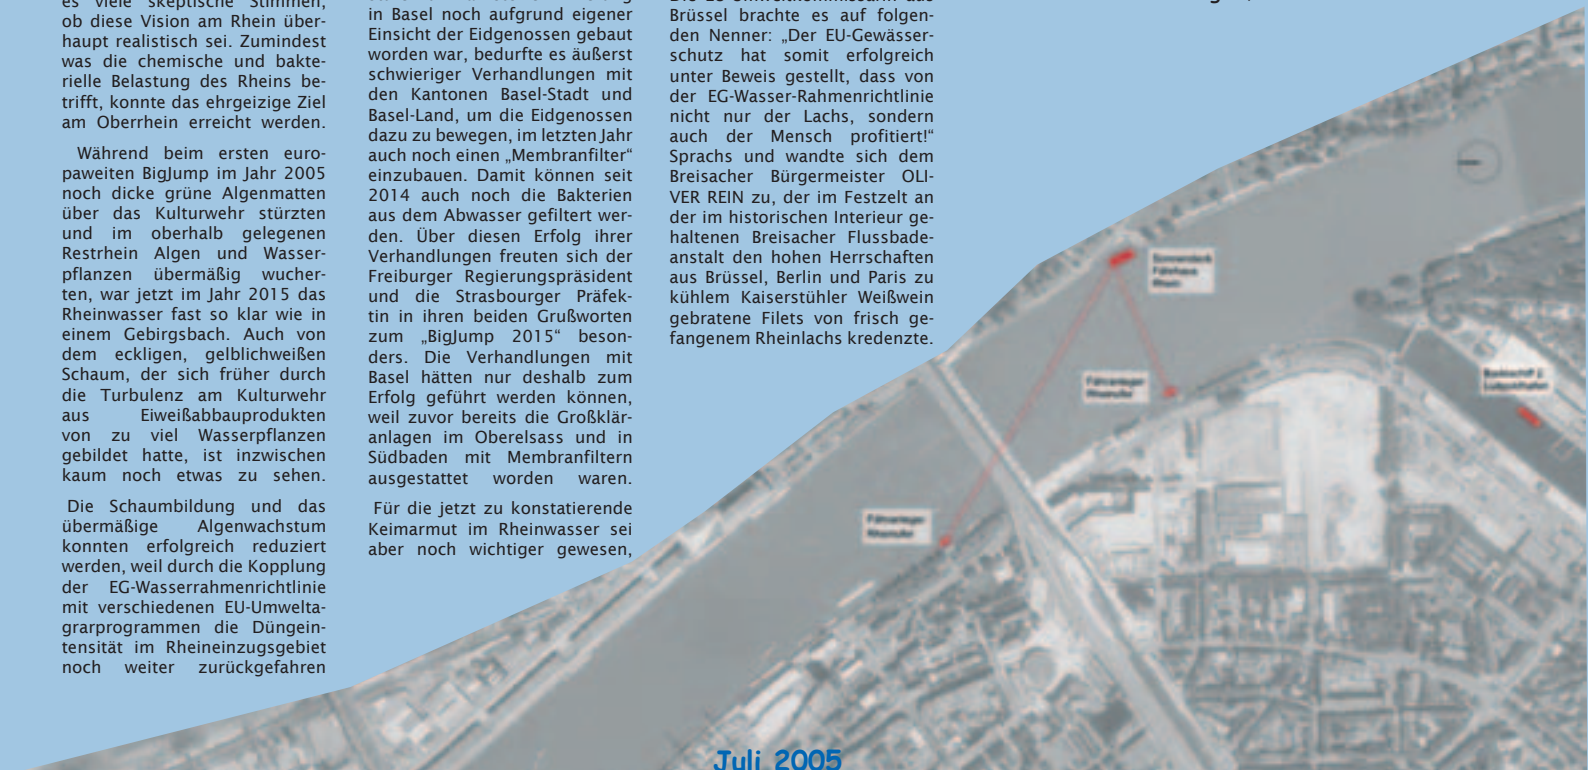 es viele skeptische Stimmen,
ob diese Vision am Rhein über-
haupt realistisch sei. Zumindest
was die chemische und bakte-
rielle Belastung des Rheins be-
trifft, konnte das ehrgeizige Ziel
am Oberrhein erreicht werden.
Während beim ersten euro-
paweiten BigJump im Jahr 2005
noch dicke grüne Algenmatten
über das Kulturwehr stürzten
und im oberhalb gelegenen
Restrhein Algen und Wasser-
pflanzen übermäßig wucher-
ten, war jetzt im Jahr 2015 das
Rheinwasser fast so klar wie in
einem Gebirgsbach. Auch von
dem eckligen, gelblichweißen
Schaum, der sich früher durch
die Turbulenz am Kulturwehr
aus Eiweißabbauprodukten
von zu viel Wasserpflanzen
gebildet hatte, ist inzwischen
kaum noch etwas zu sehen.
Die Schaumbildung und das
übermäßige Algenwachstum
konnten erfolgreich reduziert
werden, weil durch die Kopplung
der EG-Wasserrahmenrichtlinie
mit verschiedenen EU-Umwelta-
grarprogrammen die Düngein-
tensität im Rheineinzugsgebiet
noch weiter zurückgefahren
in Basel noch aufgrund eigener
Einsicht der Eidgenossen gebaut
worden war, bedurfte es äußerst
schwieriger Verhandlungen mit
den Kantonen Basel-Stadt und
Basel-Land, um die Eidgenossen
dazu zu bewegen, im letzten Jahr
auch noch einen „Membranfilter“
einzubauen. Damit können seit
2014 auch noch die Bakterien
aus dem Abwasser gefiltert wer-
den. Über diesen Erfolg ihrer
Verhandlungen freuten sich der
Freiburger Regierungspräsident
und die Strasbourger Präfek-
tin in ihren beiden Grußworten
zum „BigJump 2015“ beson-
ders. Die Verhandlungen mit
Basel hätten nur deshalb zum
Erfolg geführt werden können,
weil zuvor bereits die Großklär-
anlagen im Oberelsass und in
Südbaden mit Membranfiltern
ausgestattet worden waren.
Für die jetzt zu konstatierende
Keimarmut im Rheinwasser sei
aber noch wichtiger gewesen,
Die EU-Umweltkommissarin aus
Brüssel brachte es auf folgen-
den Nenner: „Der EU-Gewässer-
schutz hat somit erfolgreich
unter Beweis gestellt, dass von
der EG-Wasser-Rahmenrichtlinie
nicht nur der Lachs, sondern
auch der Mensch profitiert!“
Sprachs und wandte sich dem
Breisacher Bürgermeister OLI-
VER REIN zu, der im Festzelt an
der im historischen Interieur ge-
haltenen Breisacher Flussbade-
anstalt den hohen Herrschaften
aus Brüssel, Berlin und Paris zu
kühlem Kaiserstühler Weißwein
gebratene Filets von frisch ge-
fangenem Rheinlachs kredenzte.
Sonnendeck
Fährhaus
Rhein
Fähranleger
Rheinufer
Fähranleger
Rheinufer
Juli 2005